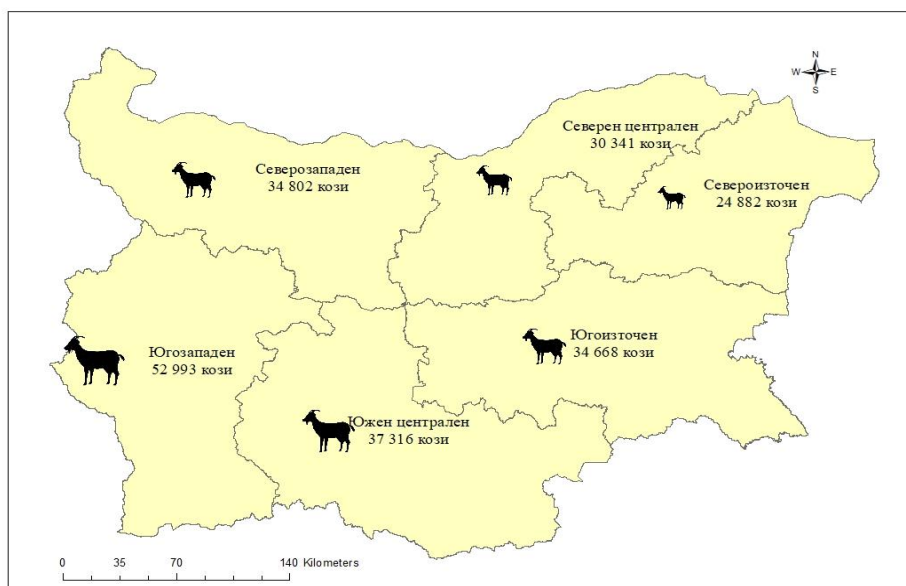 N
W E
S
Северен централен
30 341 кози
Северозападен
34 802 кози
Североизточен
24 882 кози
Югоизточен
34 668 кози
Югозападен
52 993 кози
Южен централен
37 316 кози
0 35 70 140 Kilometers